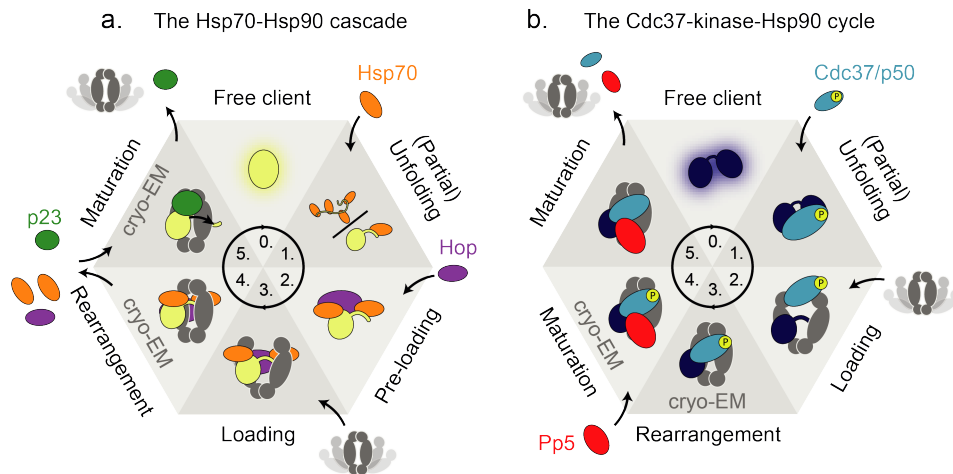 a. The Hsp70-Hsp90 cascade
Hsp70
Free client
(Partial)
Unfolding
Hop
Pre-loading
Loading
Rearrangement
cryo-EM
p23
Maturation
cryo-EM
0.
1.
2.
3.
4.
5.
b. The Cdc37-kinase-Hsp90 cycle
Cdc37/p50
P
Free client
(Partial)
Unfolding
P
Loading
P
Rearrangement
cryo-EM
P
Pp5
Maturation
cryo-EM
P
Maturation
0.
1.
2.
3.
4.
5.